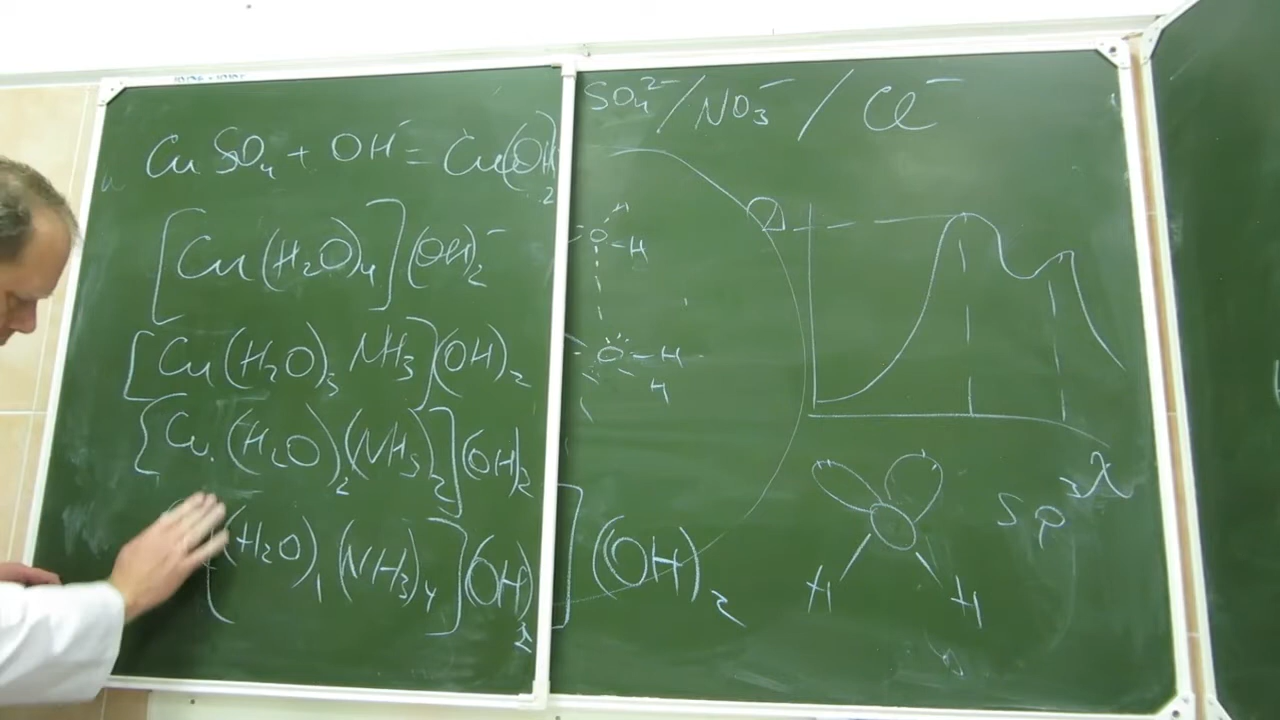 CuSO₄ + OH⁻ = Cu(OH)₂
[Cu(H₂O)₄](OH)₂⁻
[Cu(H₂O)₃NH₃](OH)₂
[Cu(H₂O)₂(NH₃)₂](OH)₂
(H₂O)₁(NH₃)₄](OH)₂
SO₄²⁻/NO₃⁻/Cl⁻
O H
H
O H
H
] (OH)₂
D
λ
sp³
H H